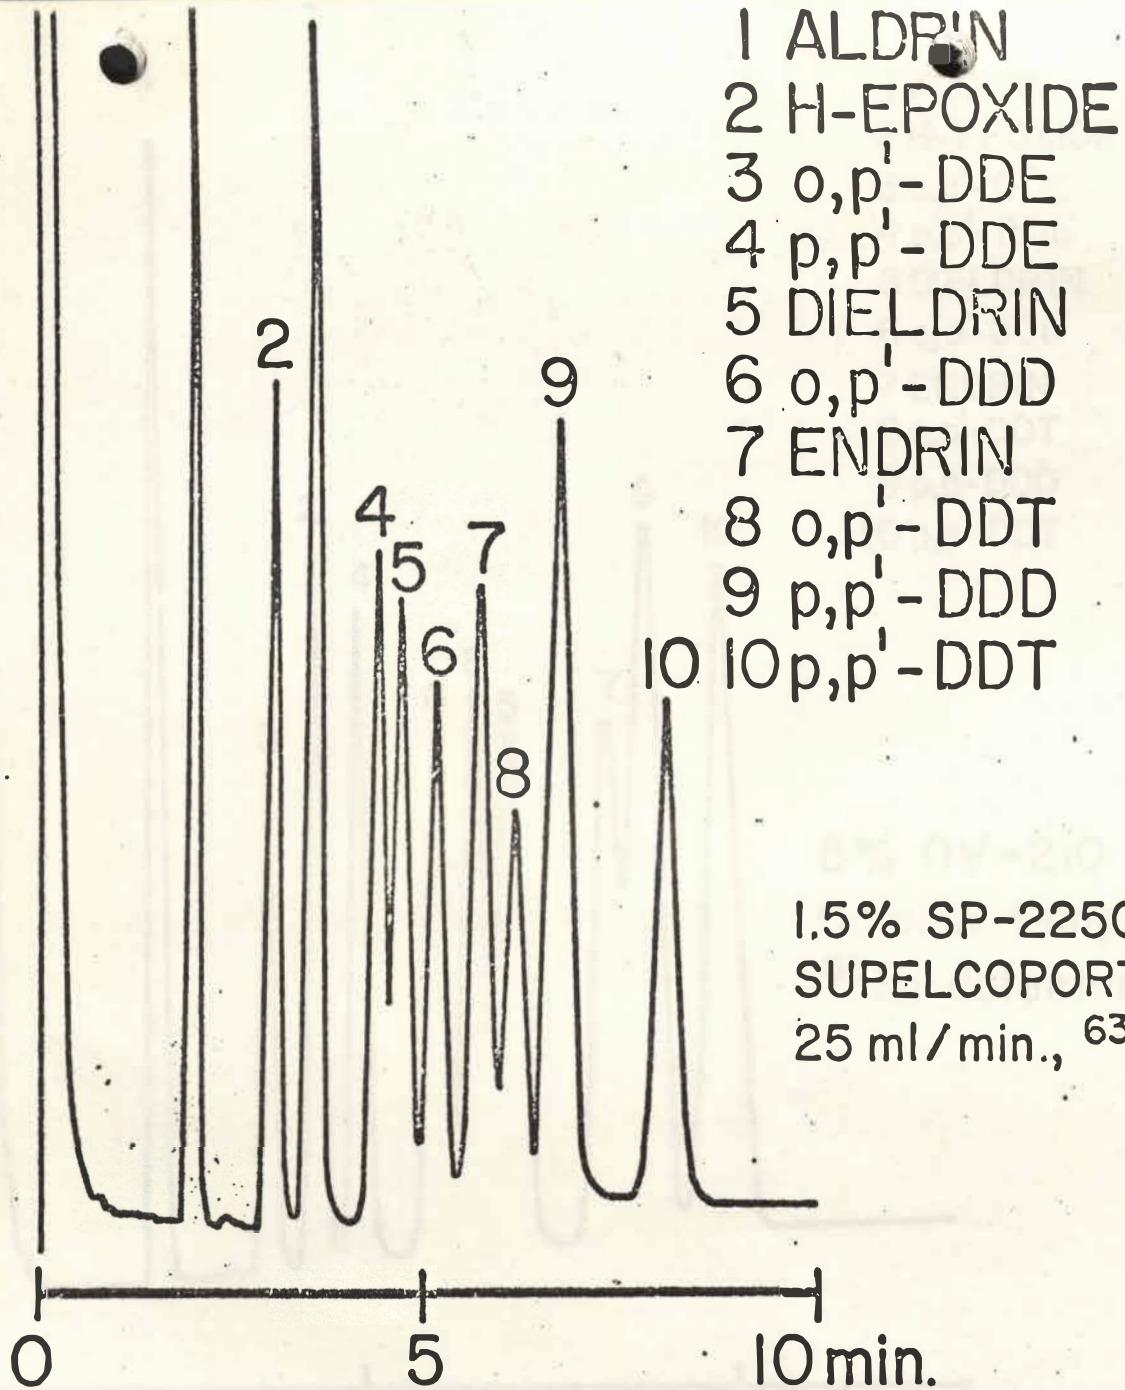 1 ALDRIN
2 H-EPOXIDE
3 o,p'-DDE
4 p,p'-DDE
5 DIELDRIN
6 o,p'-DDD
7 ENDRIN
8 o,p'-DDT
9 p,p'-DDD
10 p,p'-DDT
2
4
5
6
7
8
9
10
1.5% SP-2250
SUPELCOPORT
25 ml/min., 63
0 5 10 min.